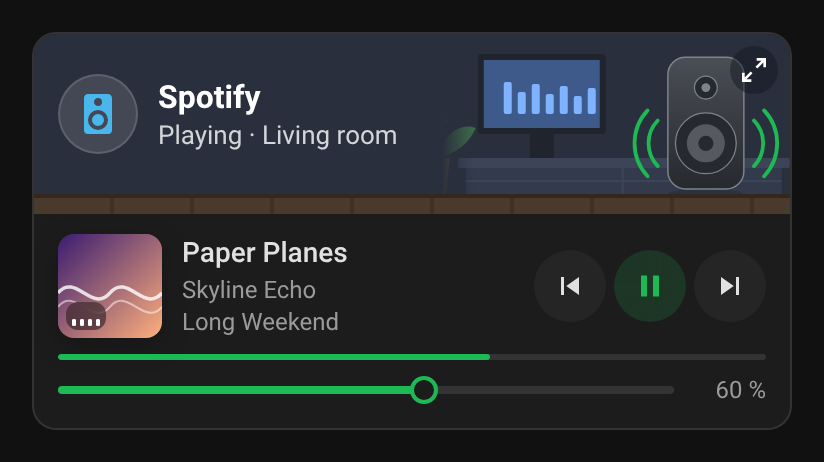 Spotify
Playing · Living room
Paper Planes
Skyline Echo
Long Weekend
60 %